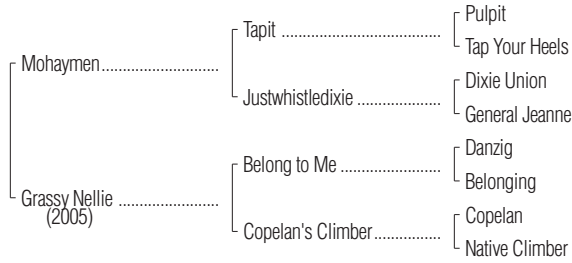 Pulpit
Tapit ........................................
Tap Your Heels
Mohaymen.............................
Dixie Union
Justwhistledixie .....................
General Jeanne
Danzig
Belong to Me .........................
Belonging
Grassy Nellie .........................
(2005)
Copelan
Copelan's Climber.................
Native Climber